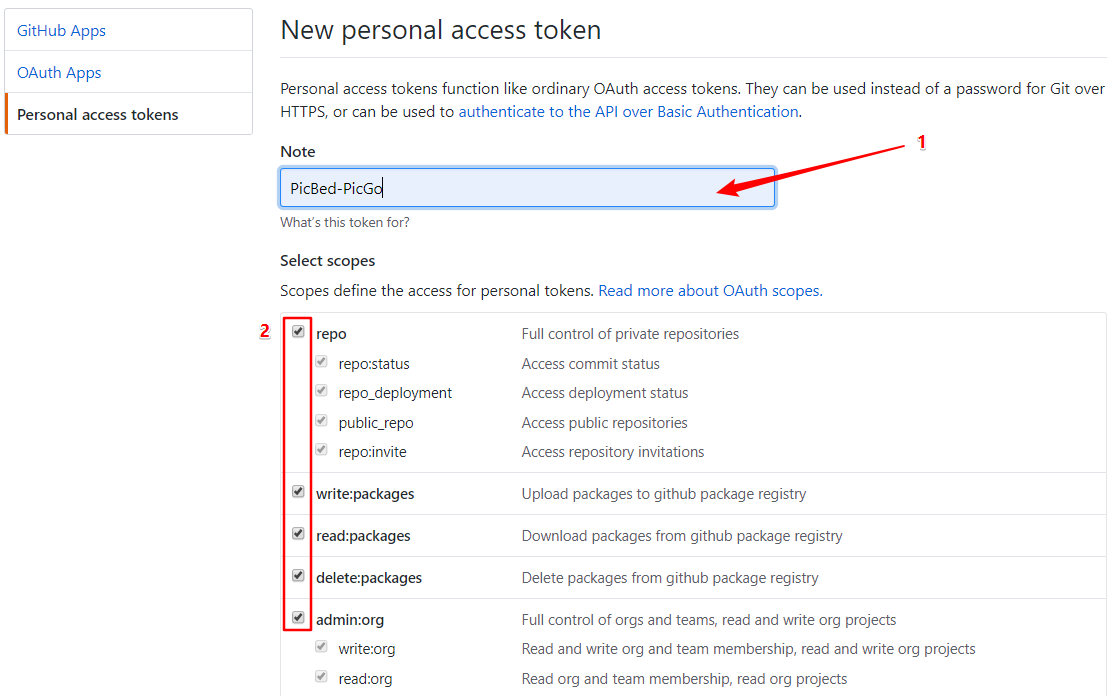 GitHub Apps
OAuth Apps
Personal access tokens
New personal access token
Personal access tokens function like ordinary OAuth access tokens. They can be used instead of a password for Git over
HTTPS, or can be used to authenticate to the API over Basic Authentication.
Note
1
PicBed-PicGo
What's this token for?
Select scopes
Scopes define the access for personal tokens. Read more about OAuth scopes.
2
repo Full control of private repositories
repo:status Access commit status
repo_deployment Access deployment status
public_repo Access public repositories
repo:invite Access repository invitations
write:packages Upload packages to github package registry
read:packages Download packages from github package registry
delete:packages Delete packages from github package registry
admin:org Full control of orgs and teams, read and write org projects
write:org Read and write org and team membership, read and write org projects
read:org Read org and team membership, read org projects